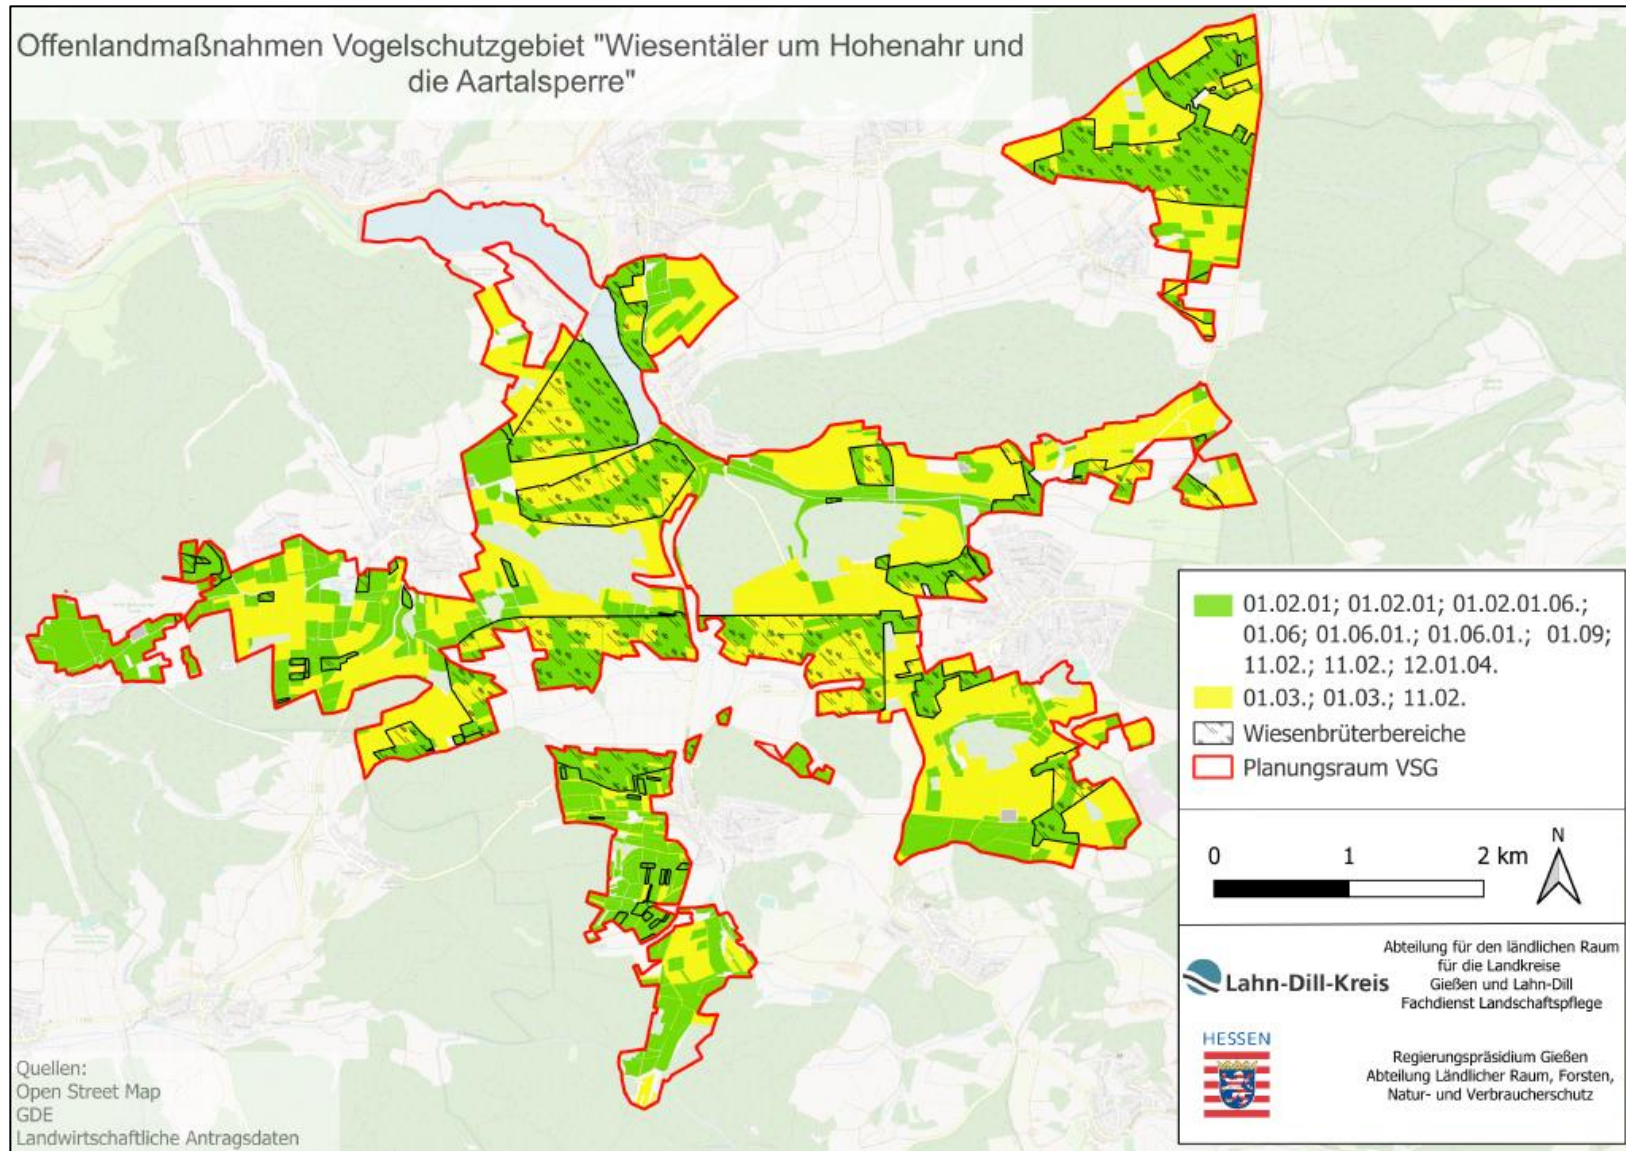 Offenlandmaßnahmen Vogelschutzgebiet "Wiesentäler um Hohenahr und
die Aartalsperre"
01.02.01; 01.02.01; 01.02.01.06.;
01.06; 01.06.01.; 01.06.01.; 01.09;
11.02.; 11.02.; 12.01.04.
01.03.; 01.03.; 11.02.
Wiesenbrüterbereiche
Planungsraum VSG
0 1 2 km
N
Lahn-Dill-Kreis
Abteilung für den ländlichen Raum
für die Landkreise
Gießen und Lahn-Dill
Fachdienst Landschaftspflege
HESSEN
Regierungspräsidium Gießen
Abteilung Ländlicher Raum, Forsten,
Natur- und Verbraucherschutz
Quellen:
Open Street Map
GDE
Landwirtschaftliche Antragsdaten